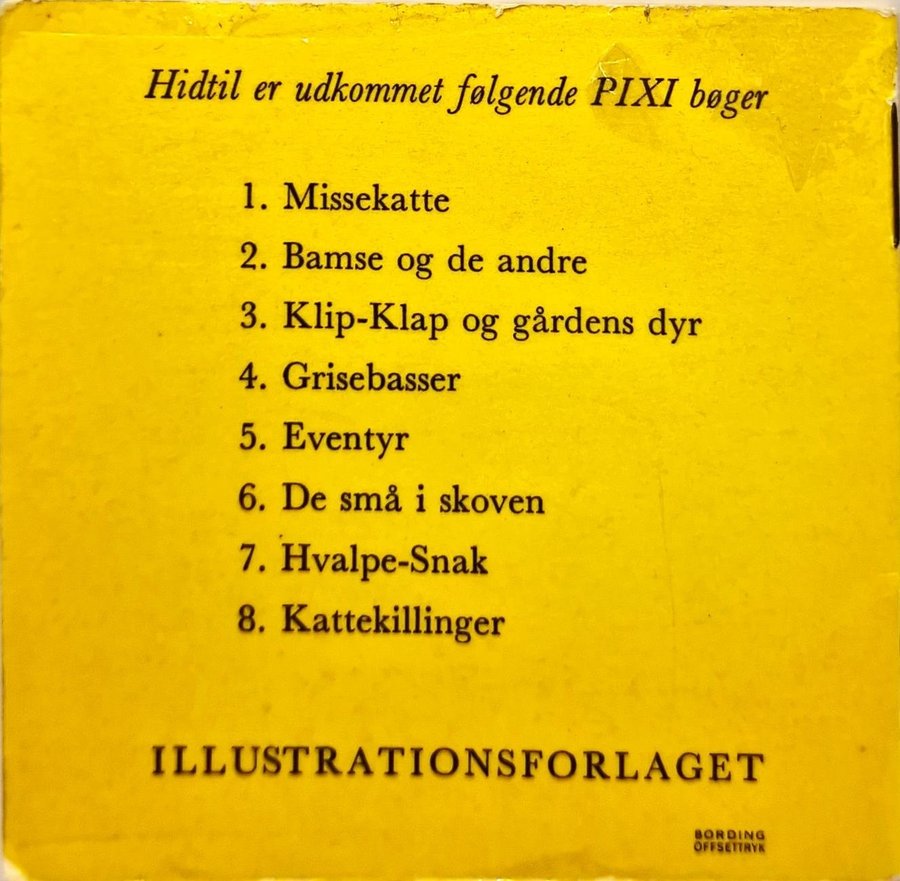 Hidtil er udkommet følgende PIXI bøger
1. Missekatte
2. Bamse og de andre
3. Klip-Klap og gårdens dyr
4. Grisebasser
5. Eventyr
6. De små i skoven
7. Hvalpe-Snak
8. Kattekillinger
ILLUSTRATIONSFORLAGET
BORDING
OFFSETTRYK